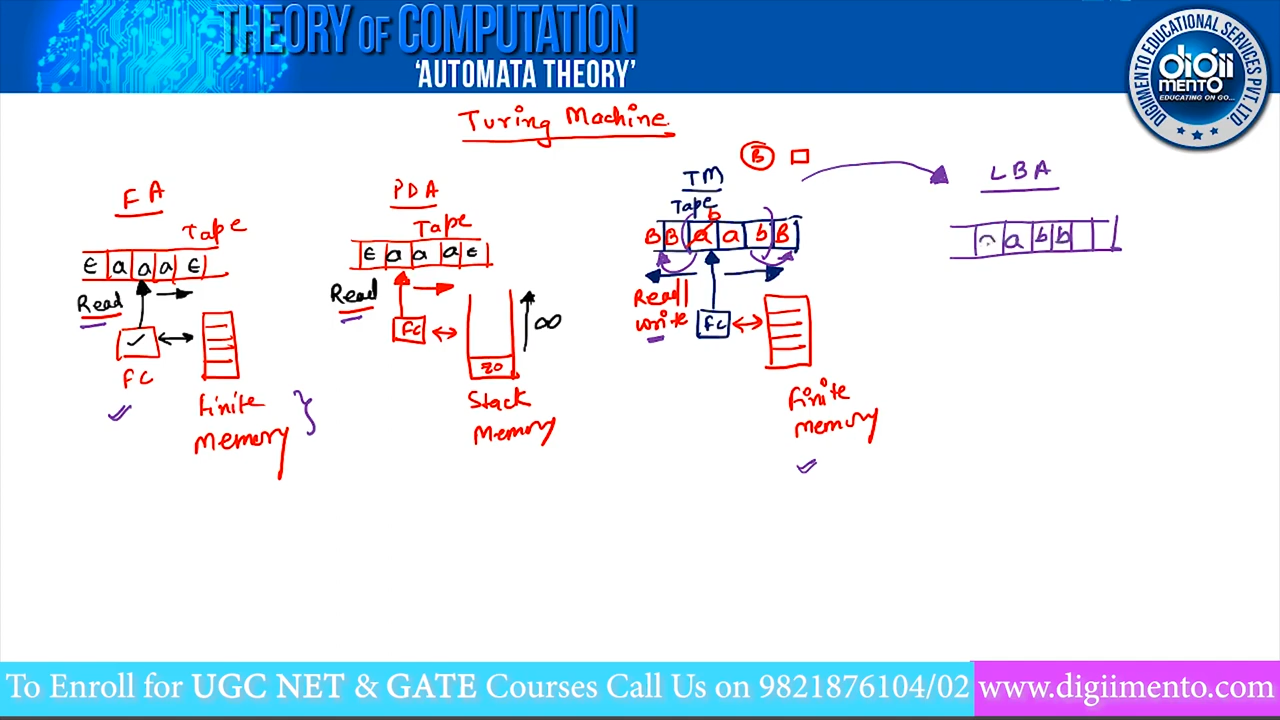 THEORY OF COMPUTATION
'AUTOMATA THEORY'
DIGIIMENTO EDUCATIONAL SERVICES PVT. LTD.
digii
MENTO
EDUCATING ON GO...
Turing Machine
FA
Tape
ϵ a a a ϵ
Read
FC
Finite
Memory
PDA
Tape
ϵ a a a ϵ
Read
FC
z0
∞
Stack
Memory
B
TM
Tape
b
B B a a b B
Read|
write
FC
Finite
memory
LBA
a a b b
To Enroll for UGC NET & GATE Courses Call Us on 9821876104/02
www.digiimento.com